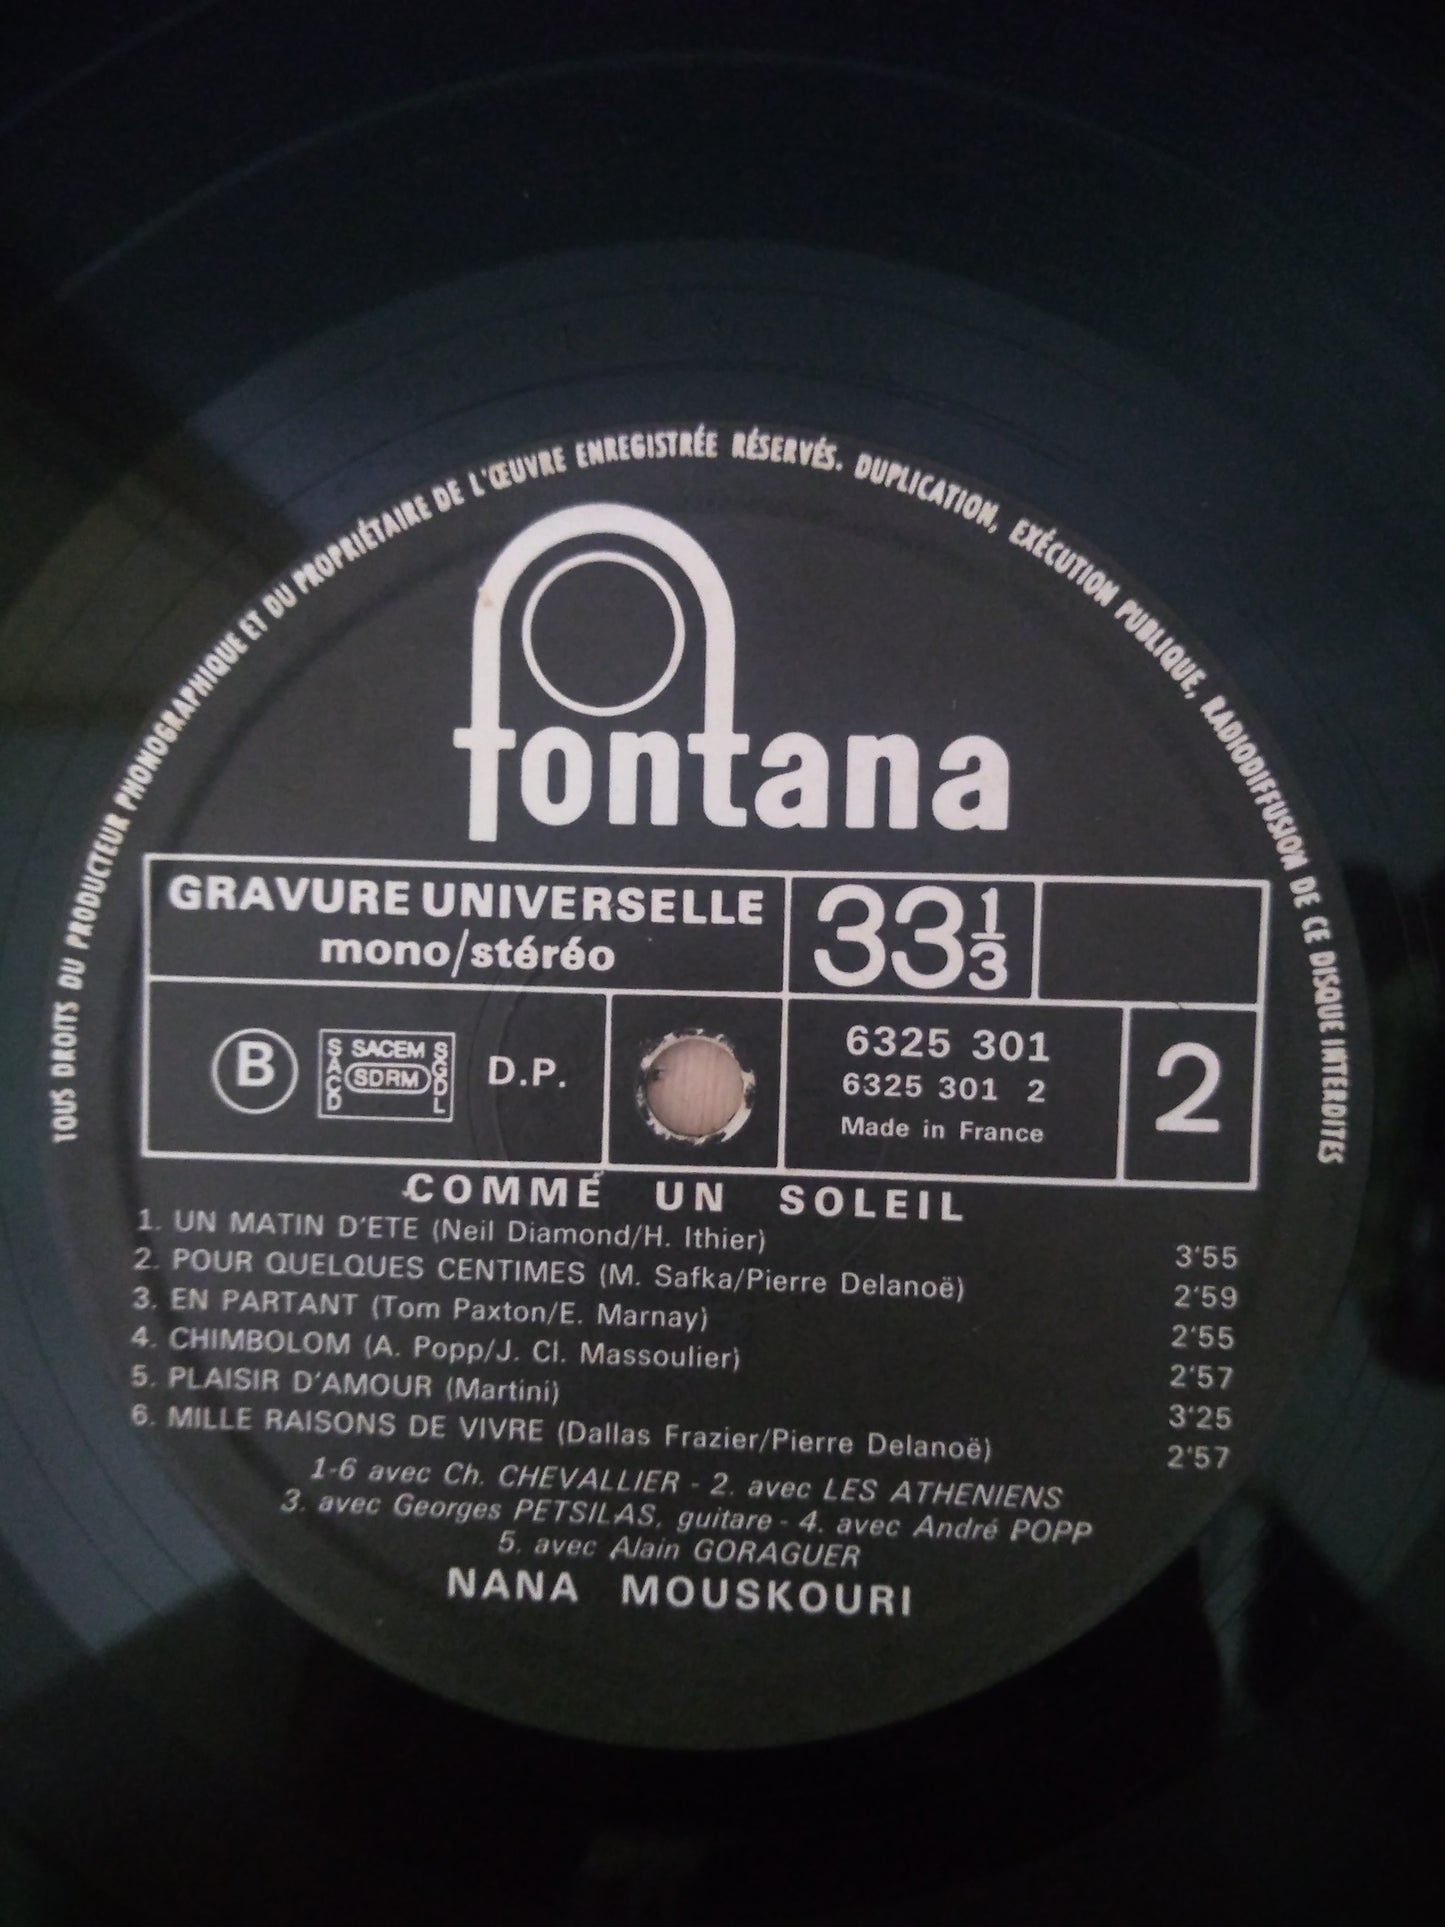 TOUS DROITS DU PRODUCTEUR PHONOGRAPHIQUE ET DU PROPRIÉTAIRE DE L'ŒUVRE ENREGISTRÉE RÉSERVÉS. DUPLICATION, EXÉCUTION PUBLIQUE, RADIODIFFUSION DE CE DISQUE INTERDITES
fontana
GRAVURE UNIVERSELLE
mono/stéréo
33 1/3
B
SACD SACEM SDRM SGDL
D.P.
6325 301
6325 301 2
Made in France
2
COMME UN SOLEIL
1. UN MATIN D'ETE (Neil Diamond/H. Ithier) 3'55
2. POUR QUELQUES CENTIMES (M. Safka/Pierre Delanoë) 2'59
3. EN PARTANT (Tom Paxton/E. Marnay) 2'55
4. CHIMBOLOM (A. Popp/J. Cl. Massoulier) 2'57
5. PLAISIR D'AMOUR (Martini) 3'25
6. MILLE RAISONS DE VIVRE (Dallas Frazier/Pierre Delanoë) 2'57
1-6 avec Ch. CHEVALLIER - 2. avec LES ATHENIENS
3. avec Georges PETSILAS, guitare - 4. avec André POPP
5. avec Alain GORAGUER
NANA MOUSKOURI